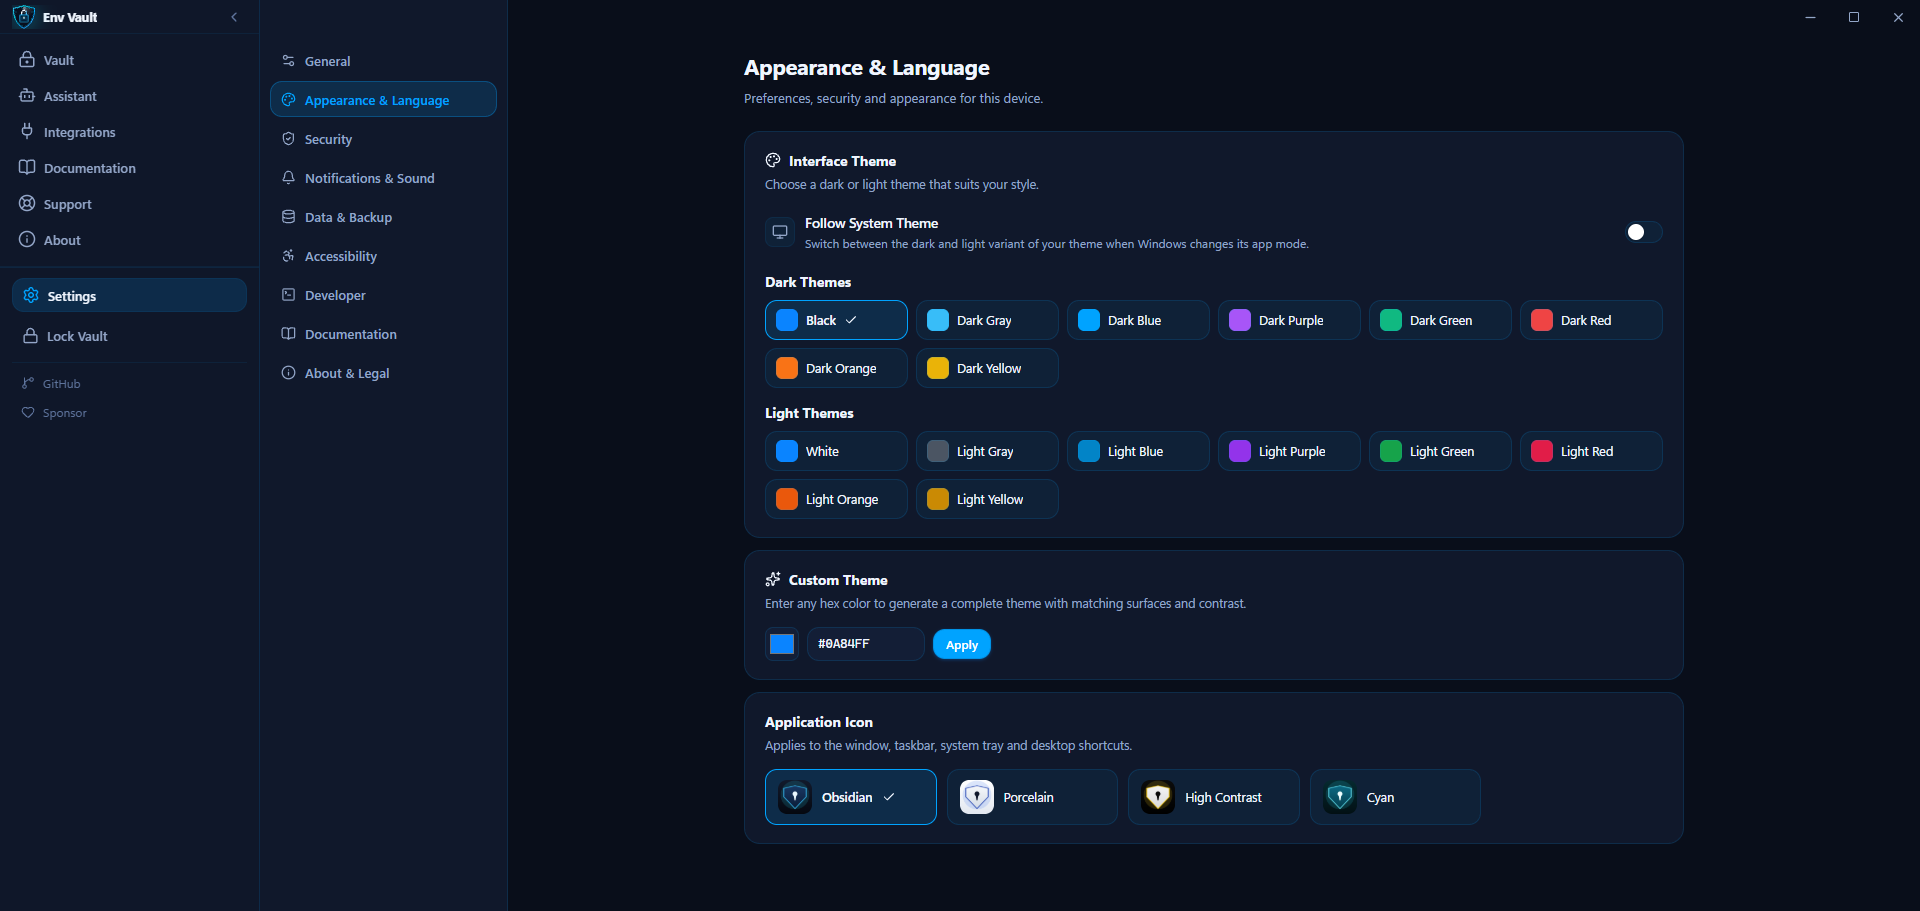 Env Vault
Vault
Assistant
Integrations
Documentation
Support
About
Settings
Lock Vault
GitHub
Sponsor
General
Appearance & Language
Security
Notifications & Sound
Data & Backup
Accessibility
Developer
Documentation
About & Legal
Appearance & Language
Preferences, security and appearance for this device.
Interface Theme
Choose a dark or light theme that suits your style.
Follow System Theme
Switch between the dark and light variant of your theme when Windows changes its app mode.
Dark Themes
Black
Dark Gray
Dark Blue
Dark Purple
Dark Green
Dark Red
Dark Orange
Dark Yellow
Light Themes
White
Light Gray
Light Blue
Light Purple
Light Green
Light Red
Light Orange
Light Yellow
Custom Theme
Enter any hex color to generate a complete theme with matching surfaces and contrast.
#0A84FF
Apply
Application Icon
Applies to the window, taskbar, system tray and desktop shortcuts.
Obsidian
Porcelain
High Contrast
Cyan